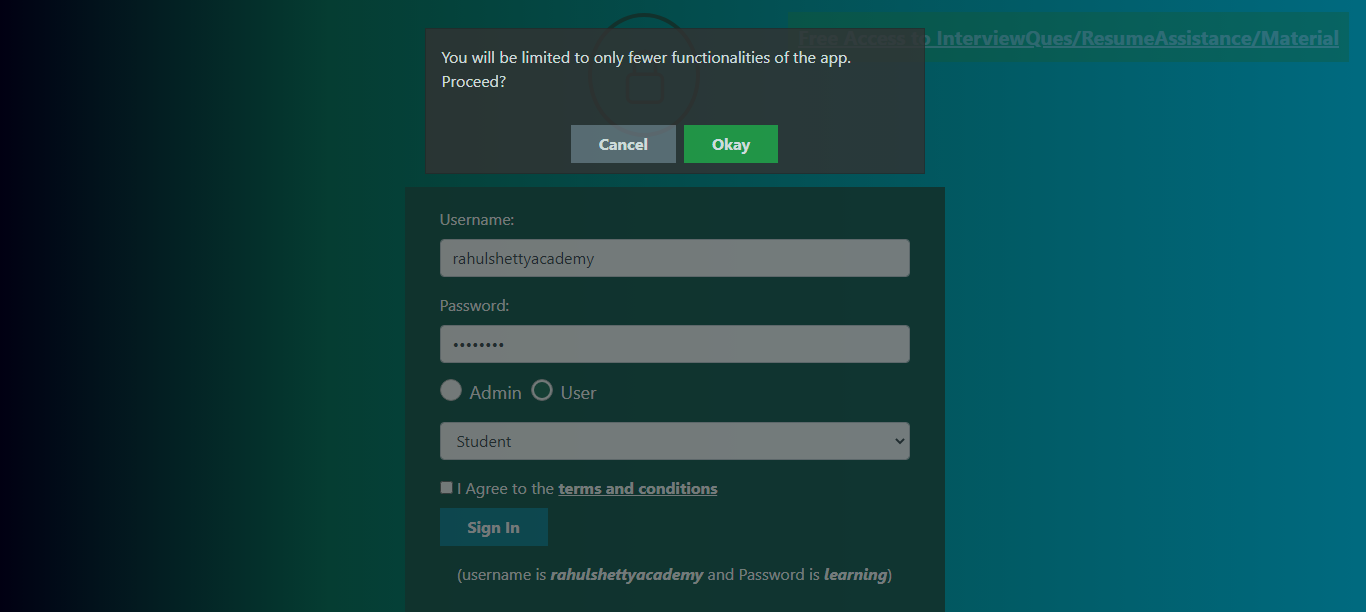 Free Access to InterviewQues/ResumeAssistance/Material
You will be limited to only fewer functionalities of the app.
Proceed?
Cancel Okay
Username:
rahulshettyacademy
Password:
••••••••
Admin User
Student
I Agree to the terms and conditions
Sign In
(username is rahulshettyacademy and Password is learning)